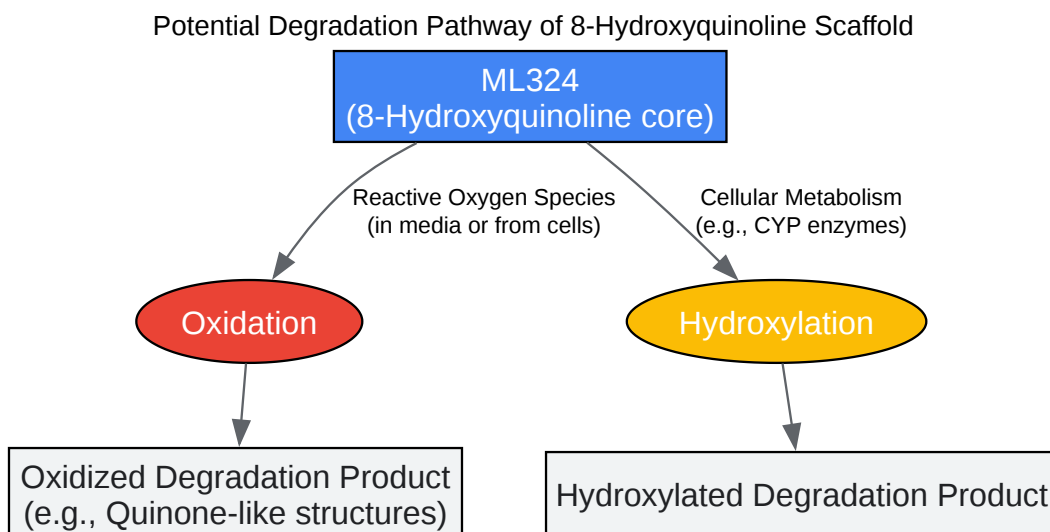 Potential Degradation Pathway of 8-Hydroxyquinoline Scaffold
ML324
(8-Hydroxyquinoline core)
Reactive Oxygen Species
(in media or from cells)
Cellular Metabolism
(e.g., CYP enzymes)
Oxidation
Hydroxylation
Oxidized Degradation Product
(e.g., Quinone-like structures)
Hydroxylated Degradation Product